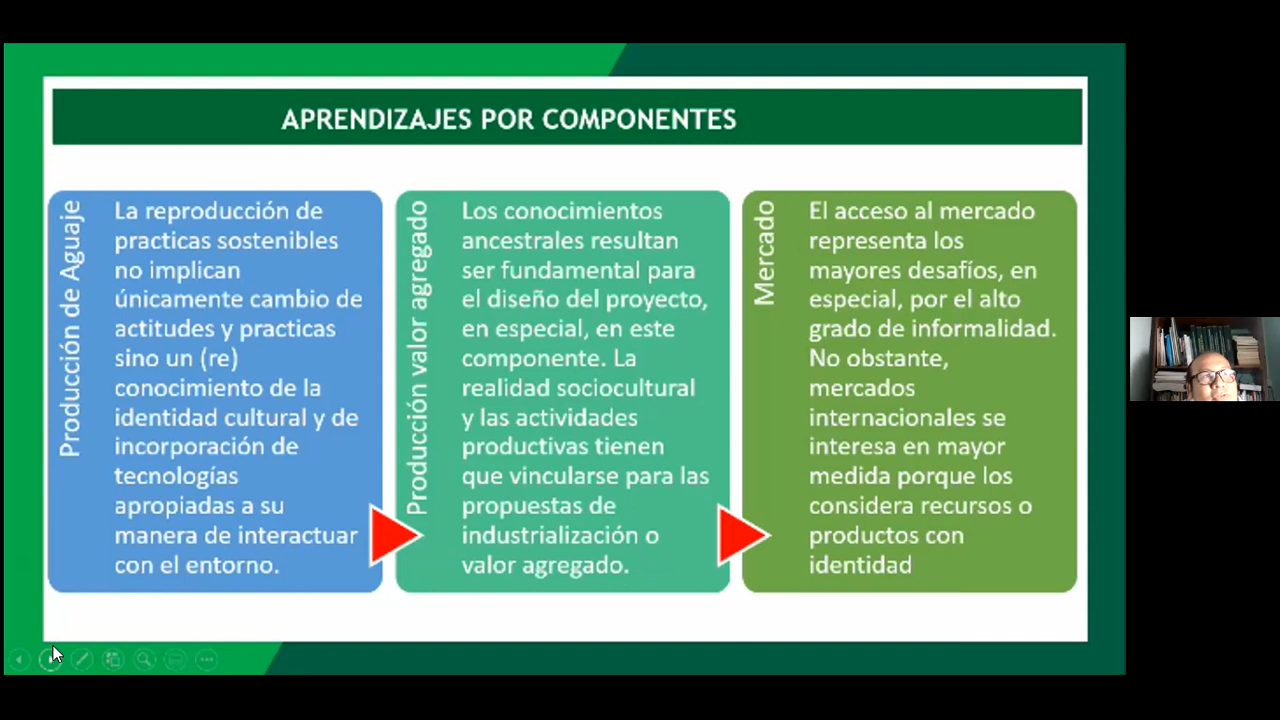 APRENDIZAJES POR COMPONENTES
Producción de Aguaje
La reproducción de
practicas sostenibles
no implican
únicamente cambio de
actitudes y practicas
sino un (re)
conocimiento de la
identidad cultural y de
incorporación de
tecnologías
apropiadas a su
manera de interactuar
con el entorno.
Producción valor agregado
Los conocimientos
ancestrales resultan
ser fundamental para
el diseño del proyecto,
en especial, en este
componente. La
realidad sociocultural
y las actividades
productivas tienen
que vincularse para las
propuestas de
industrialización o
valor agregado.
Mercado
El acceso al mercado
representa los
mayores desafíos, en
especial, por el alto
grado de informalidad.
No obstante,
mercados
internacionales se
interesa en mayor
medida porque los
considera recursos o
productos con
identidad